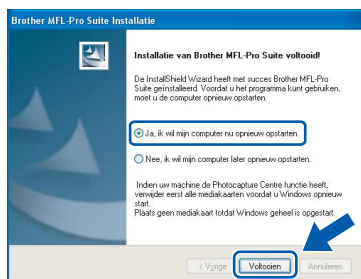 Brother MFL-Pro Suite Installatie
Installatie van Brother MFL-Pro Suite voltooid!
De InstallShield Wizard heeft met succes Brother MFL-Pro
Suite geïnstalleerd. Voordat u het programma kunt gebruiken,
moet u de computer opnieuw opstarten.
Ja, ik wil mijn computer nu opnieuw opstarten.
Nee, ik wil mijn computer later opnieuw opstarten.
Indien uw machine de Photocapture Centre functie heeft,
verwijder eerst alle mediakaarten voordat u Windows opnieuw
start.
Plaats geen mediakaart totdat Windows geheel is opgestart.
< Vorige
Voltooien
Annuleren